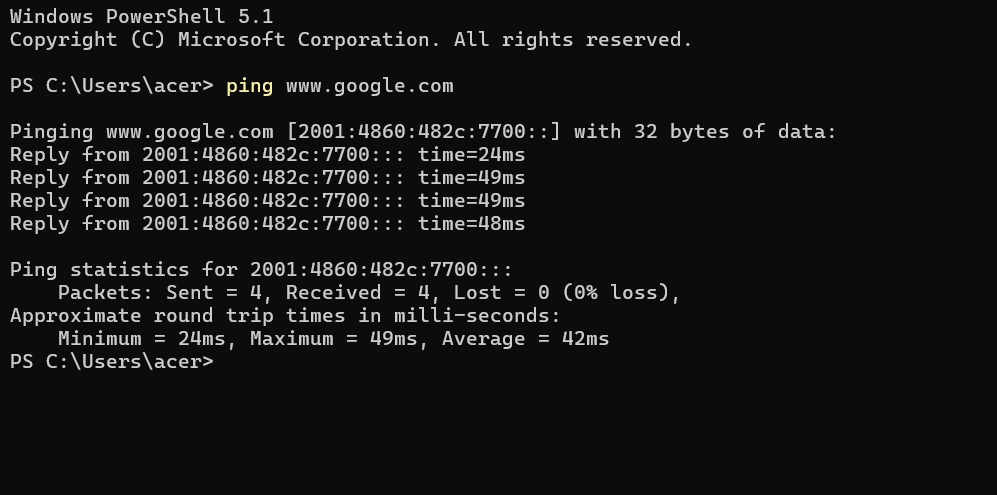 Windows PowerShell 5.1
Copyright (C) Microsoft Corporation. All rights reserved.
PS C:\Users\acer> ping www.google.com
Pinging www.google.com [2001:4860:482c:7700::] with 32 bytes of data:
Reply from 2001:4860:482c:7700::: time=24ms
Reply from 2001:4860:482c:7700::: time=49ms
Reply from 2001:4860:482c:7700::: time=49ms
Reply from 2001:4860:482c:7700::: time=48ms
Ping statistics for 2001:4860:482c:7700:::
    Packets: Sent = 4, Received = 4, Lost = 0 (0% loss),
Approximate round trip times in milli-seconds:
    Minimum = 24ms, Maximum = 49ms, Average = 42ms
PS C:\Users\acer>